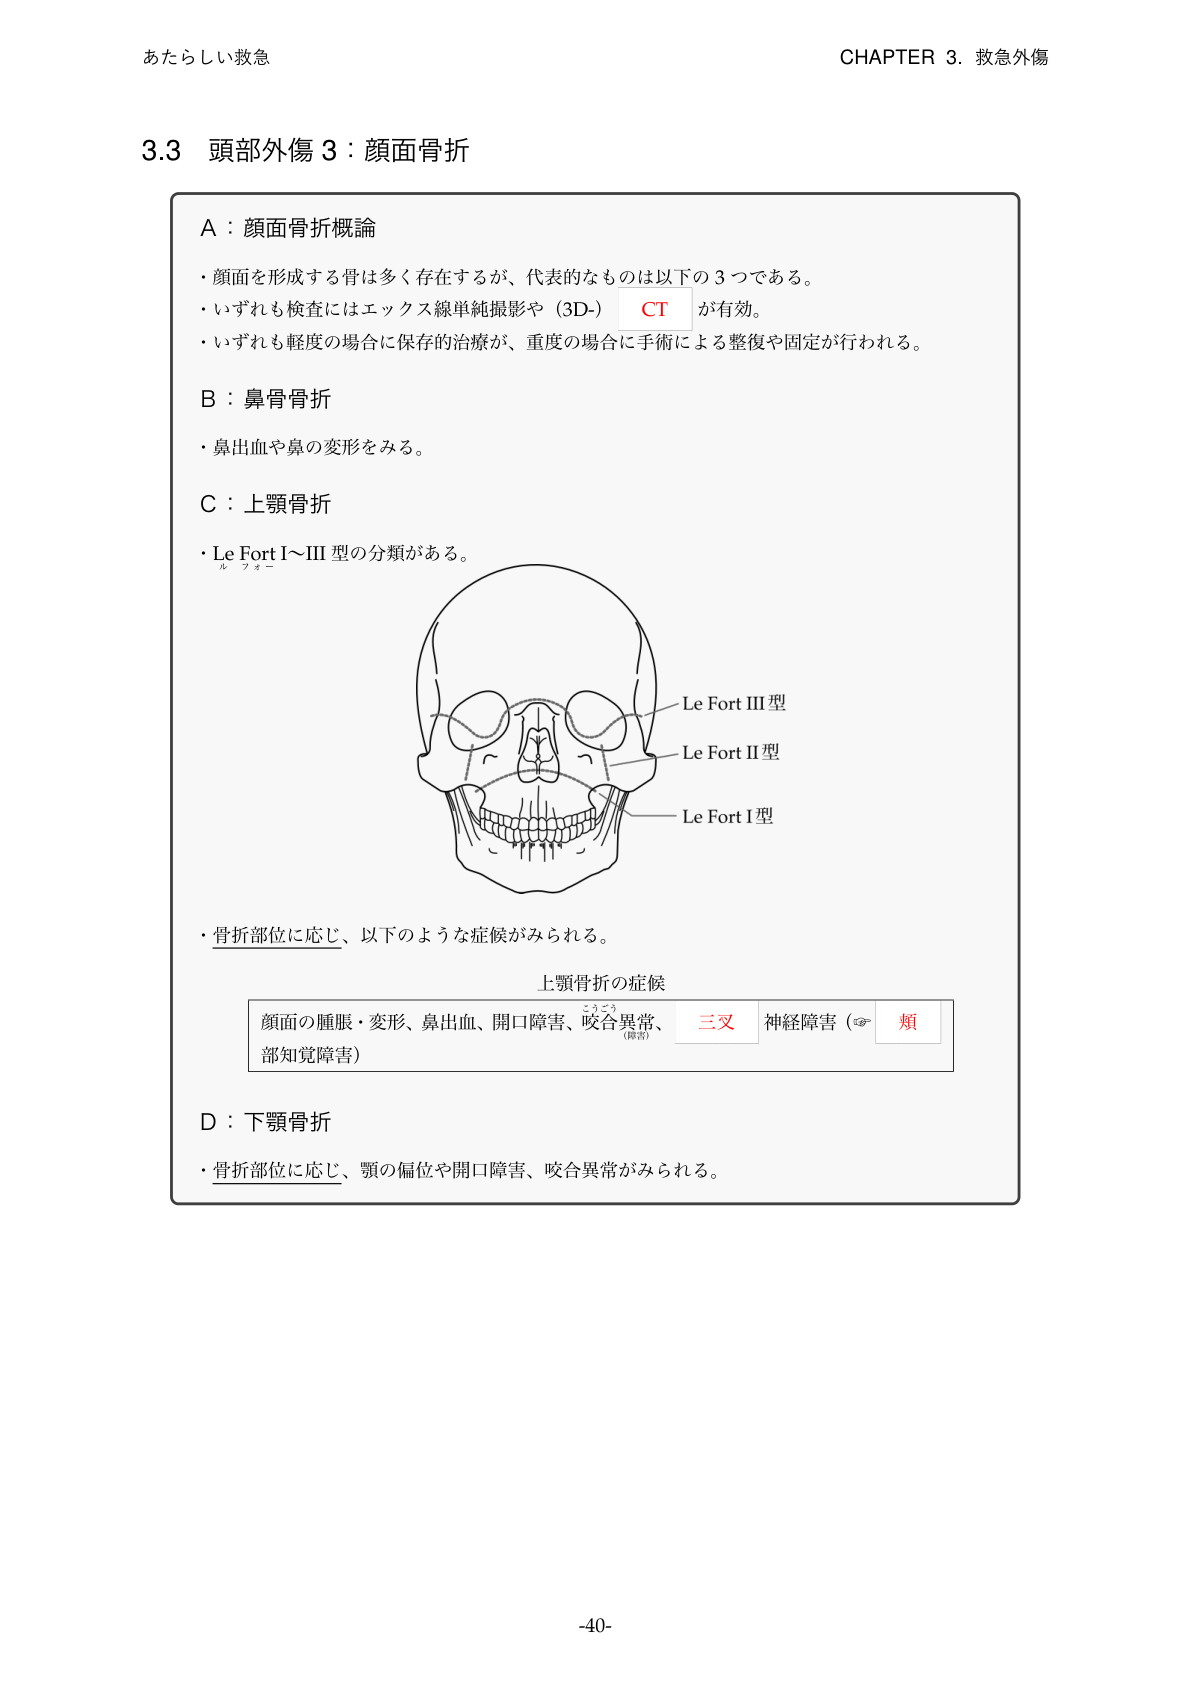 あたらしい救急
CHAPTER 3. 救急外傷
3.3 頭部外傷 3：顔面骨折
A：顔面骨折概論
・顔面を形成する骨は多く存在するが、代表的なものは以下の 3 つである。
・いずれも検査にはエックス線単純撮影や（3D-） CT が有効。
・いずれも軽度の場合に保存的治療が、重度の場合に手術による整復や固定が行われる。
B：鼻骨骨折
・鼻出血や鼻の変形をみる。
C：上顎骨折
・Le Fort I〜III 型の分類がある。
ル フォー
Le Fort III 型
Le Fort II 型
Le Fort I 型
・骨折部位に応じ、以下のような症候がみられる。
上顎骨折の症候
こうごう
顔面の腫脹・変形、鼻出血、開口障害、咬合異常、 三叉 神経障害（☞ 頬
（障害）
部知覚障害）
D：下顎骨折
・骨折部位に応じ、顎の偏位や開口障害、咬合異常がみられる。
-40-